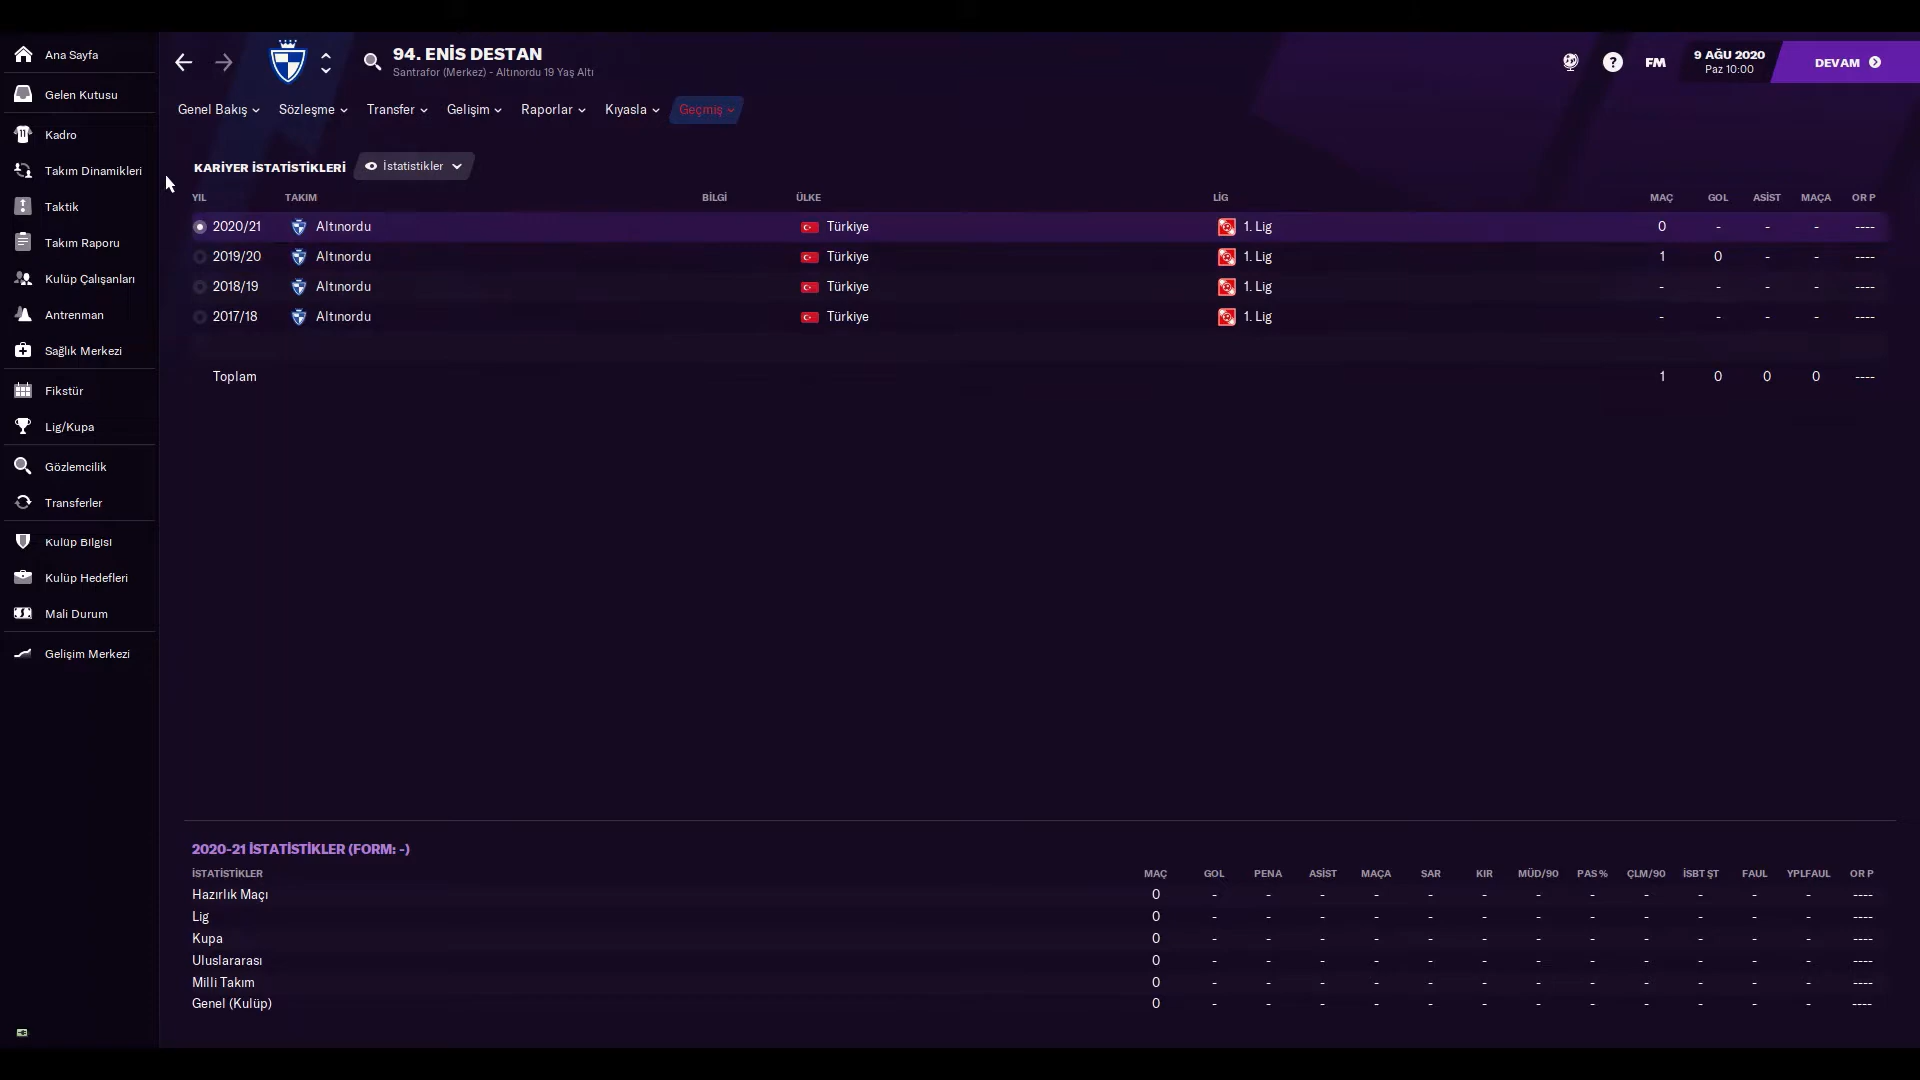 Ana Sayfa
Gelen Kutusu
Kadro
Takım Dinamikleri
Taktik
Takım Raporu
Kulüp Çalışanları
Antrenman
Sağlık Merkezi
Fikstür
Lig/Kupa
Gözlemcilik
Transferler
Kulüp Bilgisi
Kulüp Hedefleri
Mali Durum
Gelişim Merkezi
94. ENİS DESTAN
Santrafor (Merkez) - Altınordu 19 Yaş Altı
FM
9 AĞU 2020
Paz 10:00
DEVAM
Genel Bakış Sözleşme Transfer Gelişim Raporlar Kıyasla Geçmiş
KARİYER İSTATİSTİKLERİ İstatistikler
YIL TAKIM BİLGİ ÜLKE LİG MAÇ GOL ASİST MAÇA OR P
2020/21 Altınordu Türkiye 1. Lig 0 - - - ----
2019/20 Altınordu Türkiye 1. Lig 1 0 - - ----
2018/19 Altınordu Türkiye 1. Lig - - - - ----
2017/18 Altınordu Türkiye 1. Lig - - - - ----
Toplam 1 0 0 0 ----
2020-21 İSTATİSTİKLER (FORM: -)
İSTATİSTİKLER MAÇ GOL PENA ASİST MAÇA SAR KIR MÜD/90 PAS % ÇLM/90 İSBT ŞT FAUL YPLFAUL OR P
Hazırlık Maçı 0 - - - - - - - - - - - - ----
Lig 0 - - - - - - - - - - - - ----
Kupa 0 - - - - - - - - - - - - ----
Uluslararası 0 - - - - - - - - - - - - ----
Milli Takım 0 - - - - - - - - - - - - ----
Genel (Kulüp) 0 - - - - - - - - - - - - ----